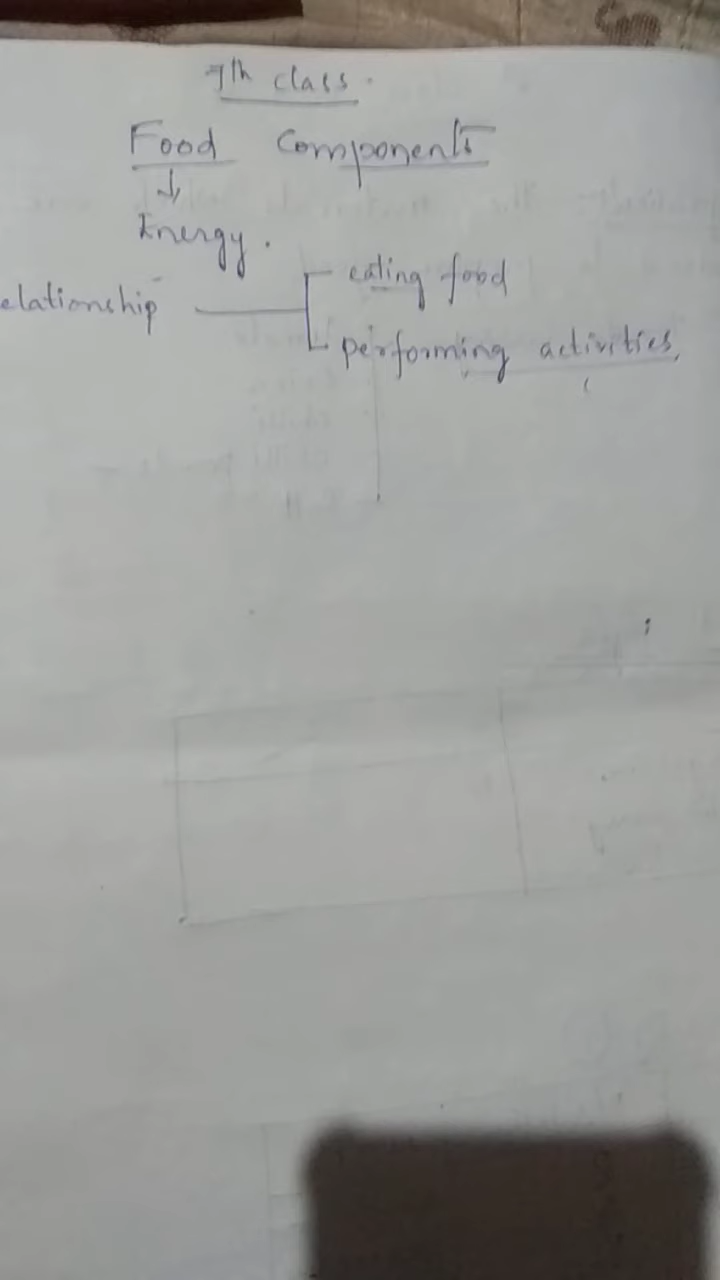 7th class.
Food Components
↓
Energy.
elationship
eating food
performing activities,